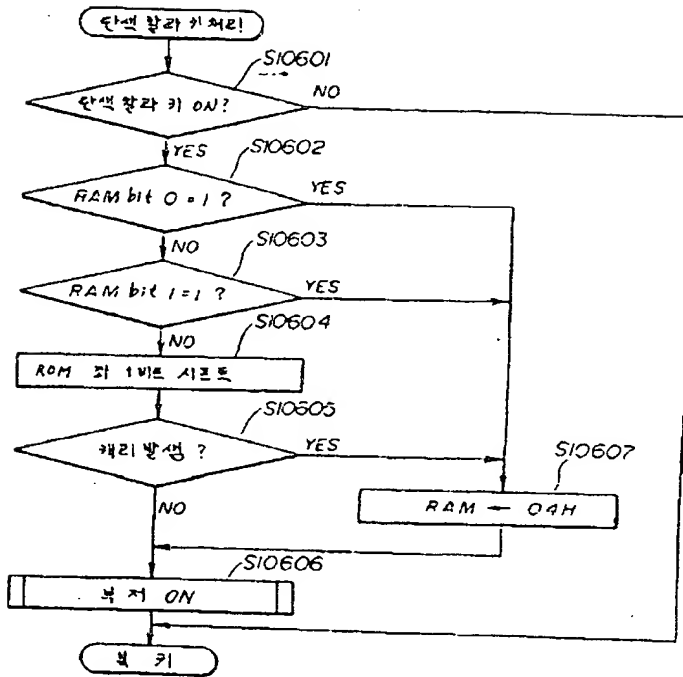 단색 칼라 키처리
S10601
단색 칼라 키 ON?
NO
YES
S10602
RAM bit 0=1 ?
YES
NO
S10603
RAM bit 1=1 ?
YES
NO
S10604
ROM 좌 1비트 시프트
S10605
캐리발생 ?
YES
NO
S10607
RAM ← 04H
S10606
부저 ON
복 키